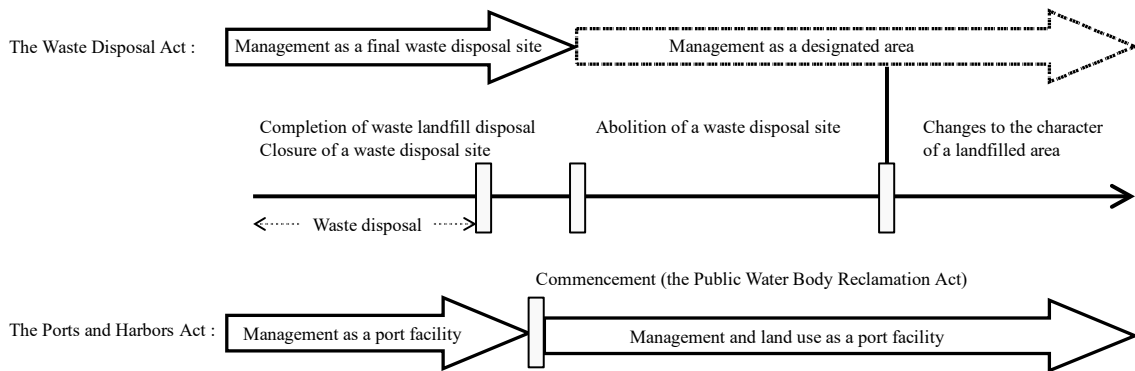 The Waste Disposal Act :
Management as a final waste disposal site
Management as a designated area
Completion of waste landfill disposal
Closure of a waste disposal site
Abolition of a waste disposal site
Changes to the character
of a landfilled area
Waste disposal
Commencement (the Public Water Body Reclamation Act)
The Ports and Harbors Act :
Management as a port facility
Management and land use as a port facility